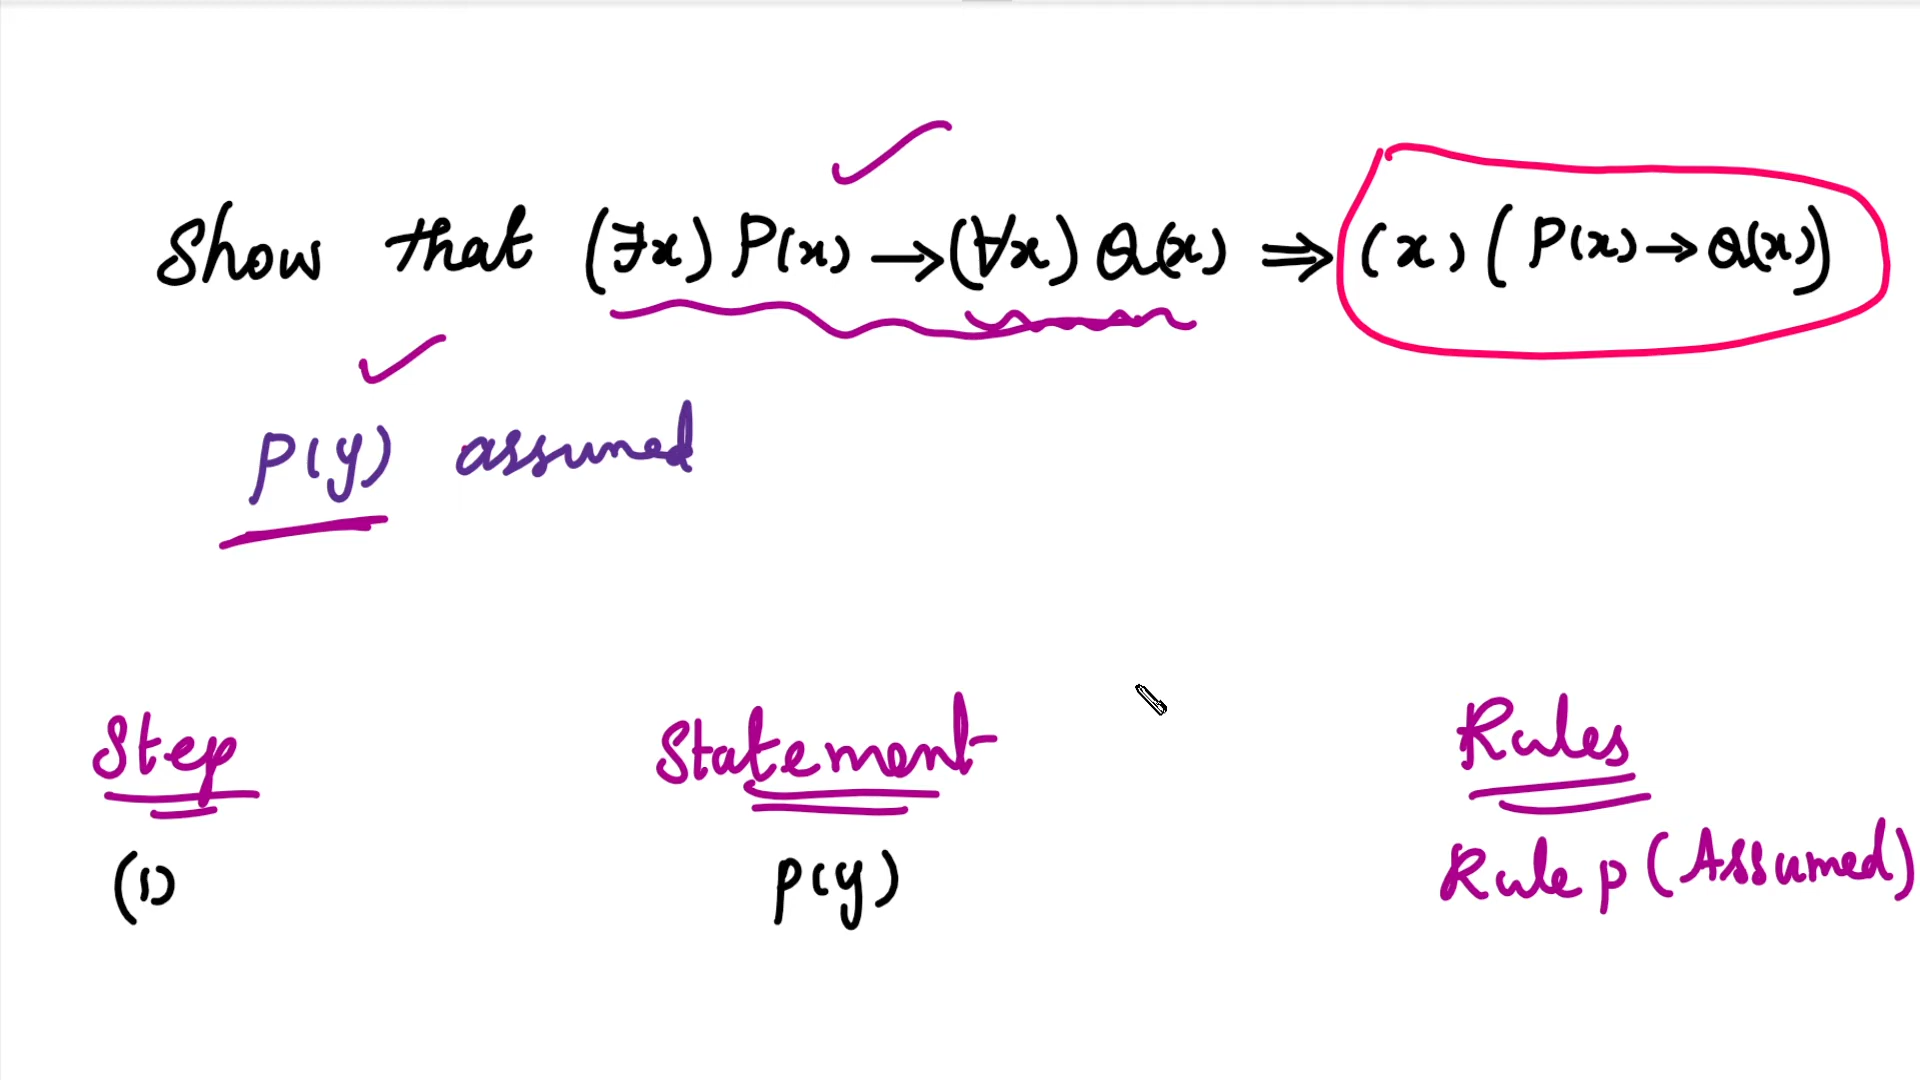 Show that (∃x) P(x) → (∀x) Q(x) ⇒ (x) ( P(x) → Q(x))
P(y) assumed
Step Statement Rules
(1) P(y) Rule P (Assumed)